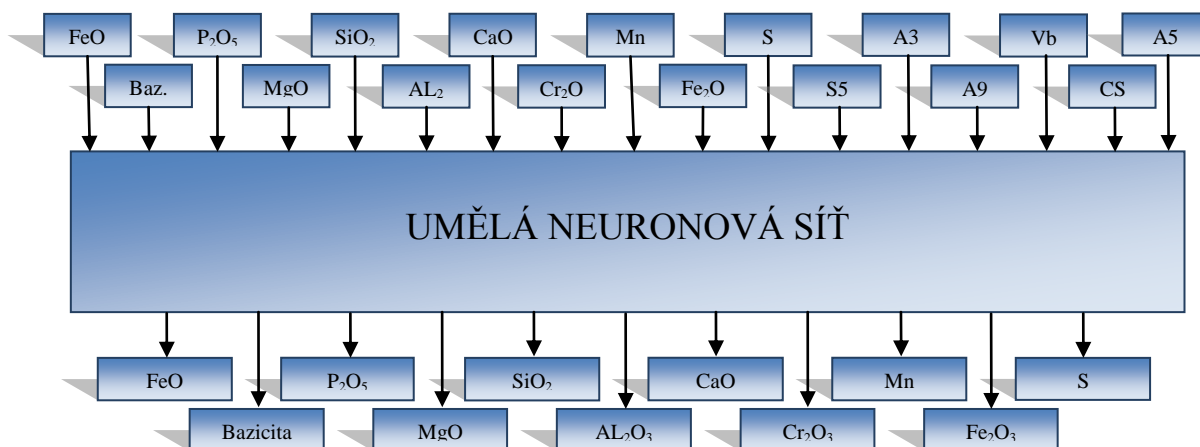 FeO P₂O₅ SiO₂ CaO Mn S A3 Vb A5
Baz. MgO AL₂ Cr₂O Fe₂O S5 A9 CS
UMĚLÁ NEURONOVÁ SÍŤ
FeO P₂O₅ SiO₂ CaO Mn S
Bazicita MgO AL₂O₃ Cr₂O₃ Fe₂O₃